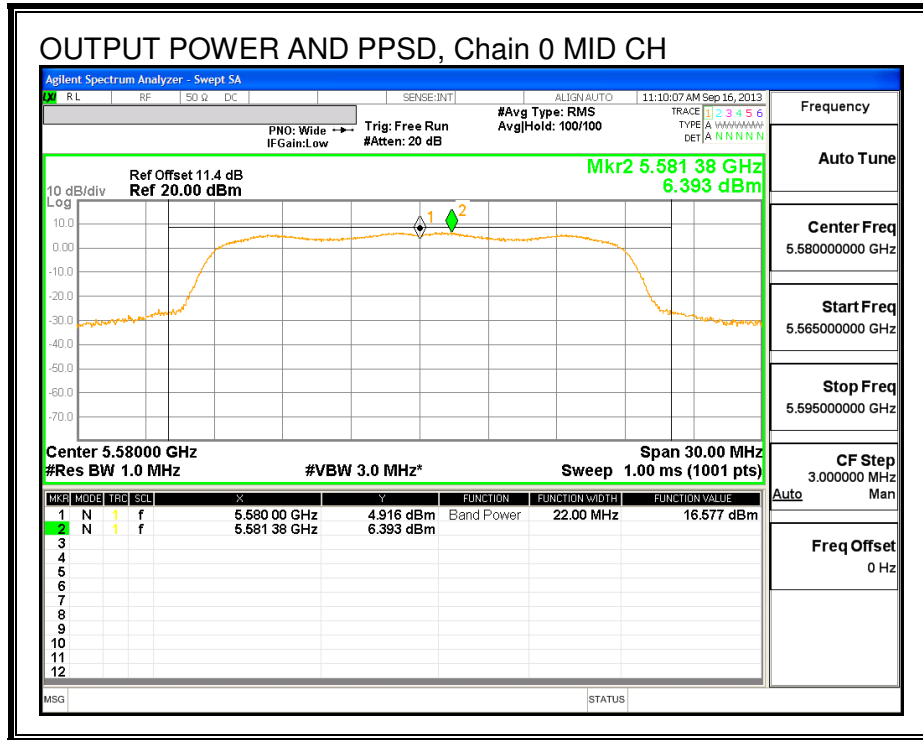 OUTPUT POWER AND PPSD, Chain 0 MID CH
Agilent Spectrum Analyzer - Swept SA
LXI RL RF 50 Ω DC SENSE:INT ALIGN AUTO 11:10:07 AM Sep 16, 2013
PNO: Wide IFGain:Low
Trig: Free Run #Atten: 20 dB
#Avg Type: RMS Avg|Hold: 100/100
TRACE 1 2 3 4 5 6
TYPE A WWWWW
DET A N N N N N
Mkr2 5.581 38 GHz
6.393 dBm
Ref Offset 11.4 dB
10 dB/div Ref 20.00 dBm
Log
1 2
10.0
0.00
-10.0
-20.0
-30.0
-40.0
-50.0
-60.0
-70.0
Center 5.58000 GHz Span 30.00 MHz
#Res BW 1.0 MHz #VBW 3.0 MHz* Sweep 1.00 ms (1001 pts)
MKR MODE TRC SCL X Y FUNCTION FUNCTION WIDTH FUNCTION VALUE
1 N 1 f 5.580 00 GHz 4.916 dBm Band Power 22.00 MHz 16.577 dBm
2 N 1 f 5.581 38 GHz 6.393 dBm
3
4
5
6
7
8
9
10
11
12
MSG STATUS
Frequency
Auto Tune
Center Freq
5.580000000 GHz
Start Freq
5.565000000 GHz
Stop Freq
5.595000000 GHz
CF Step
3.000000 MHz
Auto Man
Freq Offset
0 Hz